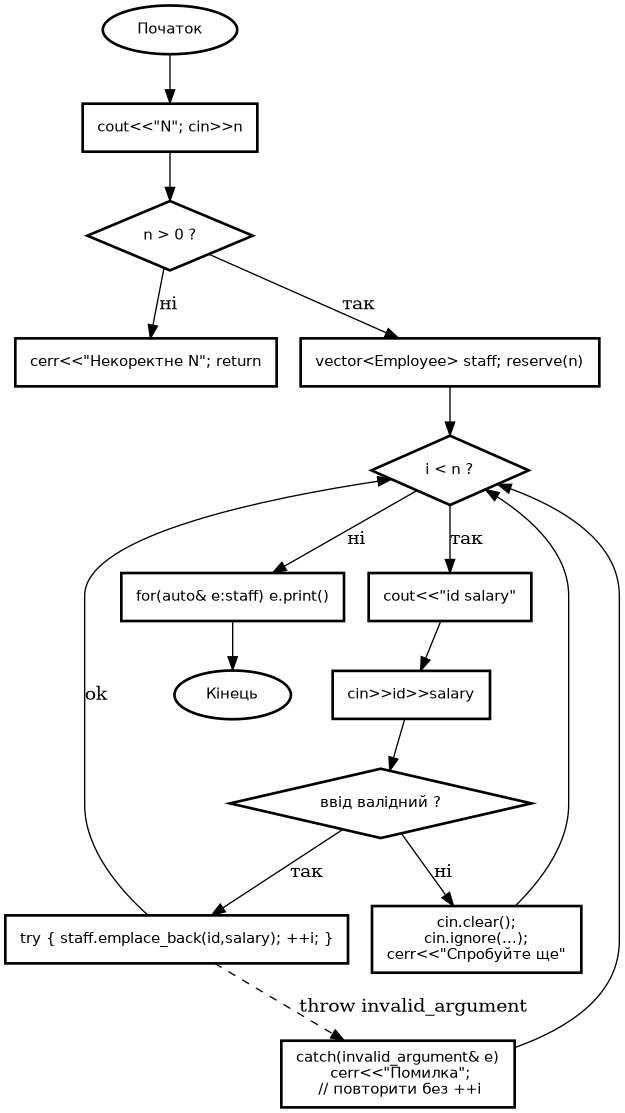 Початок
cout<<"N"; cin>>n
n > 0 ?
ні
так
cerr<<"Некоректне N"; return
vector<Employee> staff; reserve(n)
i < n ?
ні
так
for(auto& e:staff) e.print()
cout<<"id salary"
Кінець
cin>>id>>salary
ok
ввід валідний ?
так
ні
try { staff.emplace_back(id,salary); ++i; }
cin.clear();
cin.ignore(...);
cerr<<"Спробуйте ще"
throw invalid_argument
catch(invalid_argument& e)
cerr<<"Помилка";
// повторити без ++i